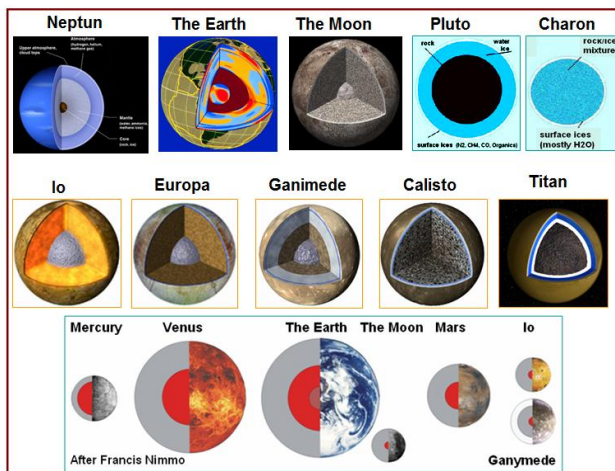 Neptun
The Earth
The Moon
Pluto
Charon
Atmosphere
(hydrogen, helium,
methane gas)
Upper atmosphere,
cloud tops
Mantle
(water, ammonia,
methane ices)
Core
(rock, ice)
rock
water
ice
surface ices (N2, CH4, CO, Organics)
rock/ice
mixture
surface ices
(mostly H2O)
Io
Europa
Ganimede
Calisto
Titan
Mercury
Venus
The Earth
The Moon
Mars
Io
After Francis Nimmo
Ganymede